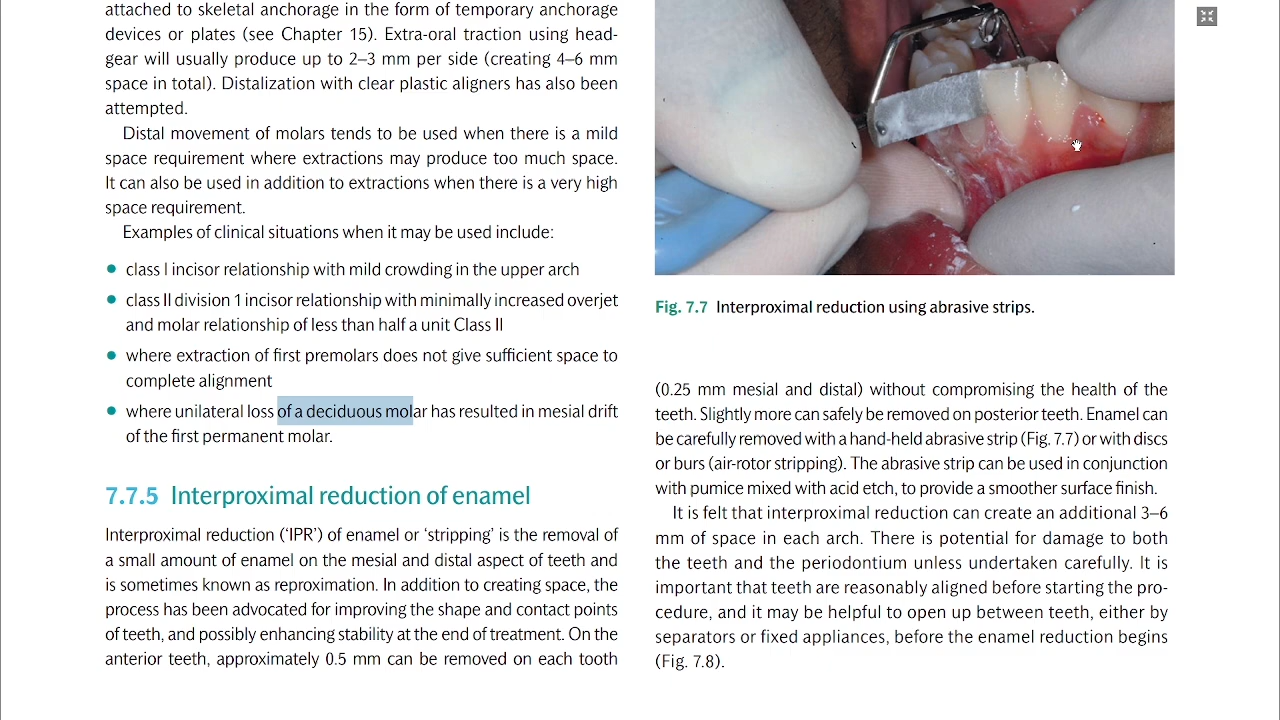 attached to skeletal anchorage in the form of temporary anchorage
devices or plates (see Chapter 15). Extra-oral traction using head-
gear will usually produce up to 2–3 mm per side (creating 4–6 mm
space in total). Distalization with clear plastic aligners has also been
attempted.
Distal movement of molars tends to be used when there is a mild
space requirement where extractions may produce too much space.
It can also be used in addition to extractions when there is a very high
space requirement.
Examples of clinical situations when it may be used include:
● class I incisor relationship with mild crowding in the upper arch
● class II division 1 incisor relationship with minimally increased overjet
and molar relationship of less than half a unit Class II
● where extraction of first premolars does not give sufficient space to
complete alignment
● where unilateral loss of a deciduous molar has resulted in mesial drift
of the first permanent molar.
7.7.5 Interproximal reduction of enamel
Interproximal reduction (‘IPR’) of enamel or ‘stripping’ is the removal of
a small amount of enamel on the mesial and distal aspect of teeth and
is sometimes known as reproximation. In addition to creating space, the
process has been advocated for improving the shape and contact points
of teeth, and possibly enhancing stability at the end of treatment. On the
anterior teeth, approximately 0.5 mm can be removed on each tooth
Fig. 7.7 Interproximal reduction using abrasive strips.
(0.25 mm mesial and distal) without compromising the health of the
teeth. Slightly more can safely be removed on posterior teeth. Enamel can
be carefully removed with a hand-held abrasive strip (Fig. 7.7) or with discs
or burs (air-rotor stripping). The abrasive strip can be used in conjunction
with pumice mixed with acid etch, to provide a smoother surface finish.
It is felt that interproximal reduction can create an additional 3–6
mm of space in each arch. There is potential for damage to both
the teeth and the periodontium unless undertaken carefully. It is
important that teeth are reasonably aligned before starting the pro-
cedure, and it may be helpful to open up between teeth, either by
separators or fixed appliances, before the enamel reduction begins
(Fig. 7.8).